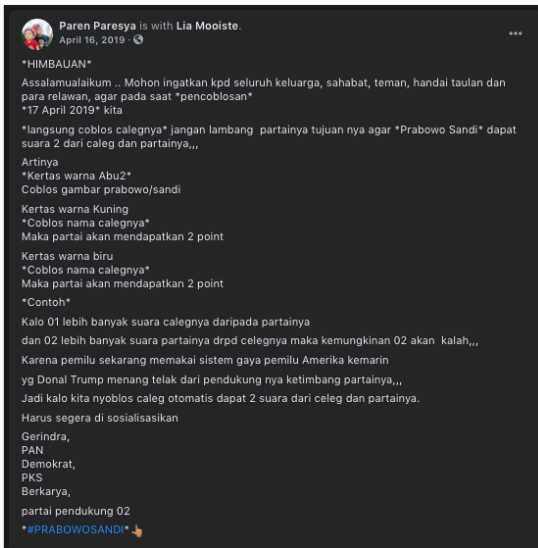 Paren Paresya is with Lia Mooiste.
April 16, 2019 ·
*HIMBAUAN*
Assalamualaikum .. Mohon ingatkan kpd seluruh keluarga, sahabat, teman, handai taulan dan
para relawan, agar pada saat *pencoblosan*
*17 April 2019* kita
*langsung coblos calegnya* jangan lambang partainya tujuan nya agar *Prabowo Sandi* dapat
suara 2 dari caleg dan partainya,,,
Artinya
*Kertas warna Abu2*
Coblos gambar prabowo/sandi
Kertas warna Kuning
*Coblos nama calegnya*
Maka partai akan mendapatkan 2 point
Kertas warna biru
*Coblos nama calegnya*
Maka partai akan mendapatkan 2 point
*Contoh*
Kalo 01 lebih banyak suara calegnya daripada partainya
dan 02 lebih banyak suara partainya drpd celegnya maka kemungkinan 02 akan kalah,,,
Karena pemilu sekarang memakai sistem gaya pemilu Amerika kemarin
yg Donal Trump menang telak dari pendukung nya ketimbang partainya,,,
Jadi kalo kita nyoblos caleg otomatis dapat 2 suara dari celeg dan partainya.
Harus segera di sosialisasikan
Gerindra,
PAN
Demokrat,
PKS
Berkarya,
partai pendukung 02
*#PRABOWOSANDI*